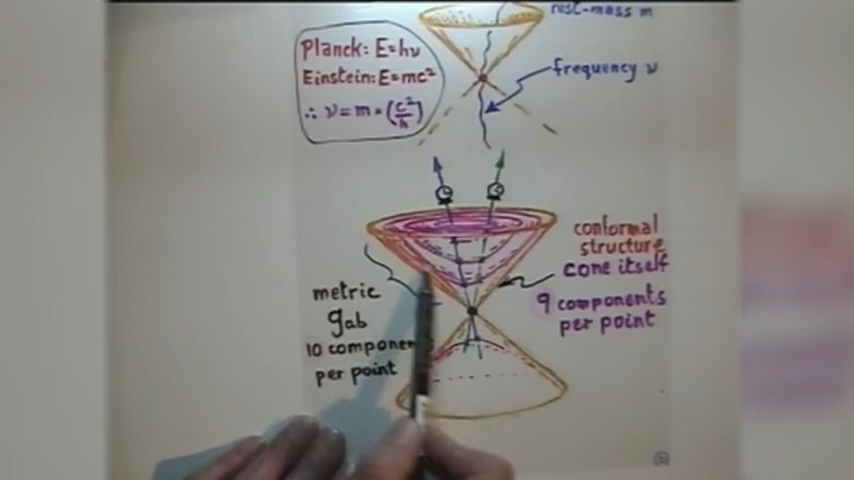 rest-mass m
Planck: E=hν
Einstein: E=mc²
∴ ν = m × (c²/h)
frequency ν
conformal
structure
cone itself
9 components
per point
metric
gab
10 componen
per point